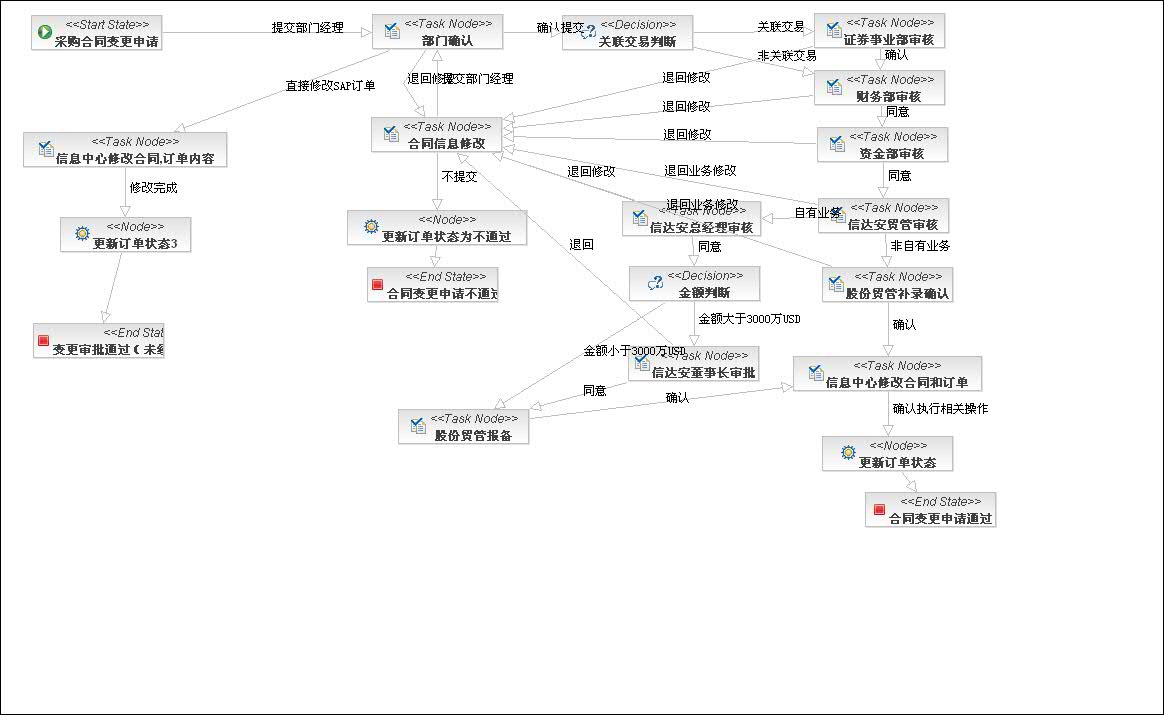 <<Start State>>
采购合同变更申请
提交部门经理
<<Task Node>>
部门确认
确认提交
<<Decision>>
关联交易判断
关联交易
<<Task Node>>
证券事业部审核
非关联交易
确认
直接修改SAP订单
退回修改
提交部门经理
退回修改
<<Task Node>>
财务部审核
退回修改
同意
<<Task Node>>
信息中心修改合同,订单内容
<<Task Node>>
合同信息修改
退回修改
<<Task Node>>
资金部审核
修改完成
不提交
退回修改
退回业务修改
同意
<<Node>>
更新订单状态3
<<Node>>
更新订单状态为不通过
退回业务修改
<<Task Node>>
信达安总经理审核
自有业务
<<Task Node>>
信达安贸管审核
退回
同意
非自有业务
<<End State>>
合同变更申请不通过
<<Decision>>
金额判断
<<Task Node>>
股份贸管补录确认
<<End Stat
变更审批通过（未纟
金额大于3000万USD
确认
金额小于3000万USD
<<Task Node>>
信达安董事长审批
<<Task Node>>
信息中心修改合同和订单
同意
确认
确认执行相关操作
<<Task Node>>
股份贸管报备
<<Node>>
更新订单状态
<<End State>>
合同变更申请通过